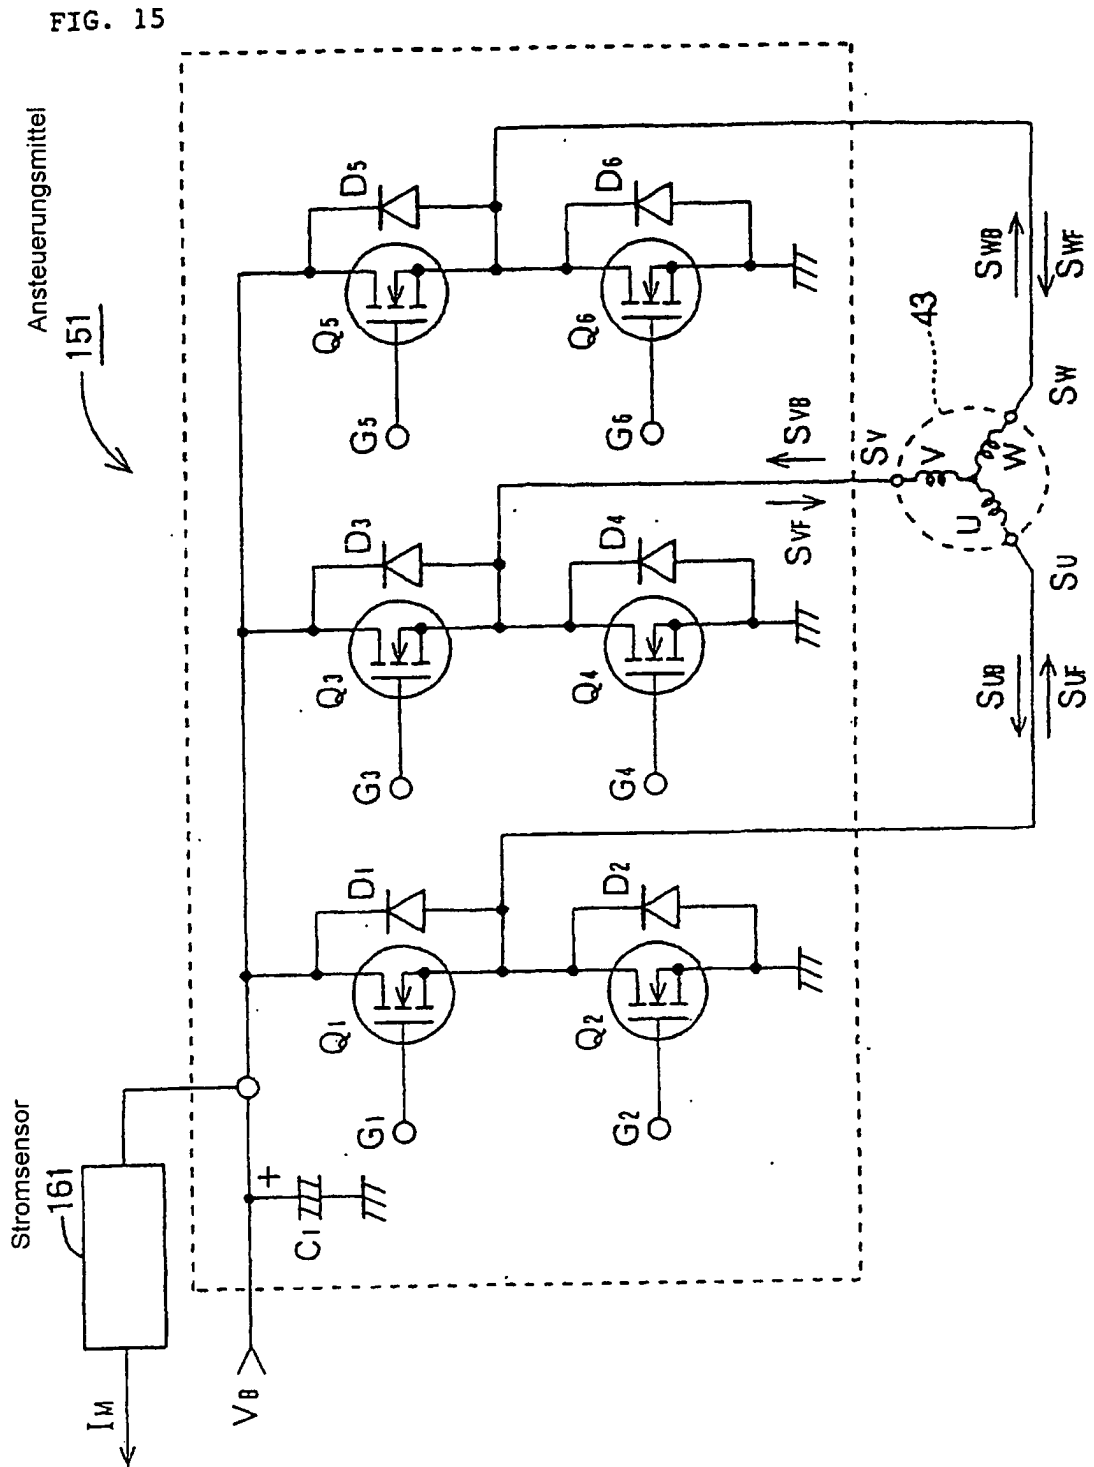 FIG. 15
Ansteuerungsmittel
151
Stromsensor
161
IM
VB
C1
+
D1
D2
D3
D4
D5
D6
Q1
Q2
Q3
Q4
Q5
Q6
G1
G2
G3
G4
G5
G6
SUB
SUF
SVF
SVB
SWB
SWF
SU
SV
SW
U
V
W
43